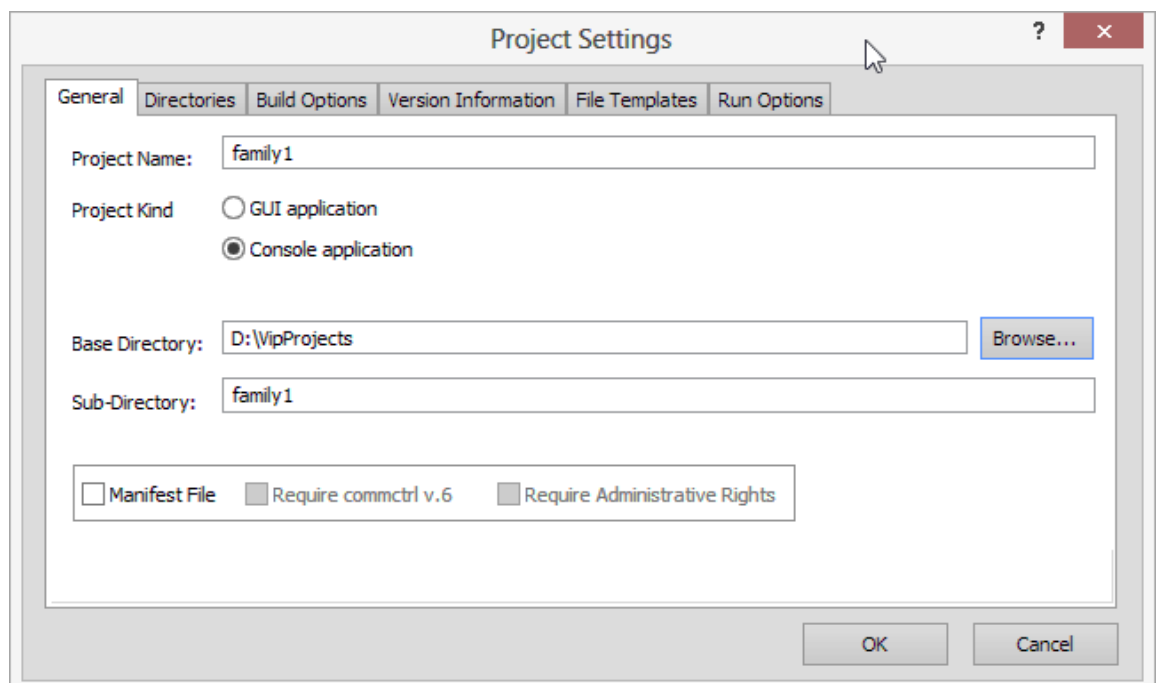 Project Settings
?
General Directories Build Options Version Information File Templates Run Options
Project Name: family1
Project Kind GUI application
Console application
Base Directory: D:\VipProjects Browse...
Sub-Directory: family1
Manifest File Require commctrl v.6 Require Administrative Rights
OK Cancel